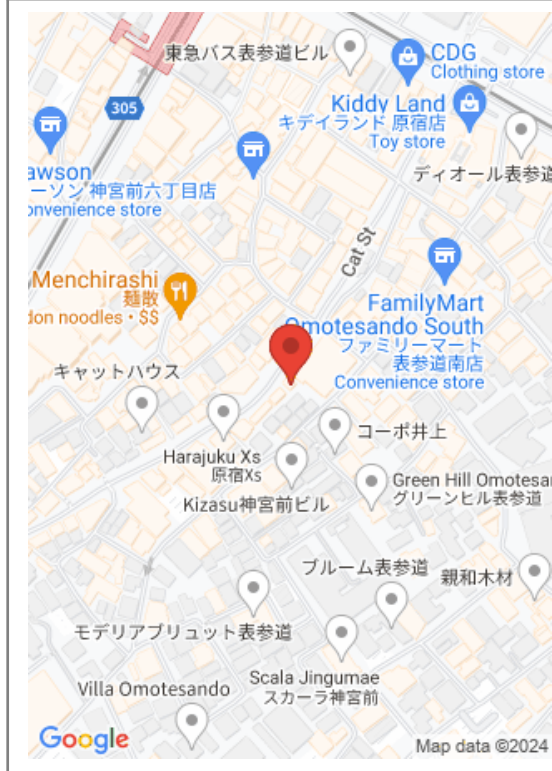 東急バス表参道ビル
CDG
Clothing store
305
Kiddy Land
キデイランド 原宿店
Toy store
awson
ーソン 神宮前六丁目店
onvenience store
ディオール表参道
Cat St
Menchirashi
麺散
don noodles • $$
FamilyMart
Omotesando South
ファミリーマート
表参道南店
Convenience store
キャットハウス
コーポ井上
Harajuku Xs
原宿Xs
Kizasu神宮前ビル
Green Hill Omotesan
グリーンヒル表参道
ブルーム表参道
親和木材
モデリアブリュット表参道
Scala Jingumae
スカーラ神宮前
Villa Omotesando
Google
Map data ©2024